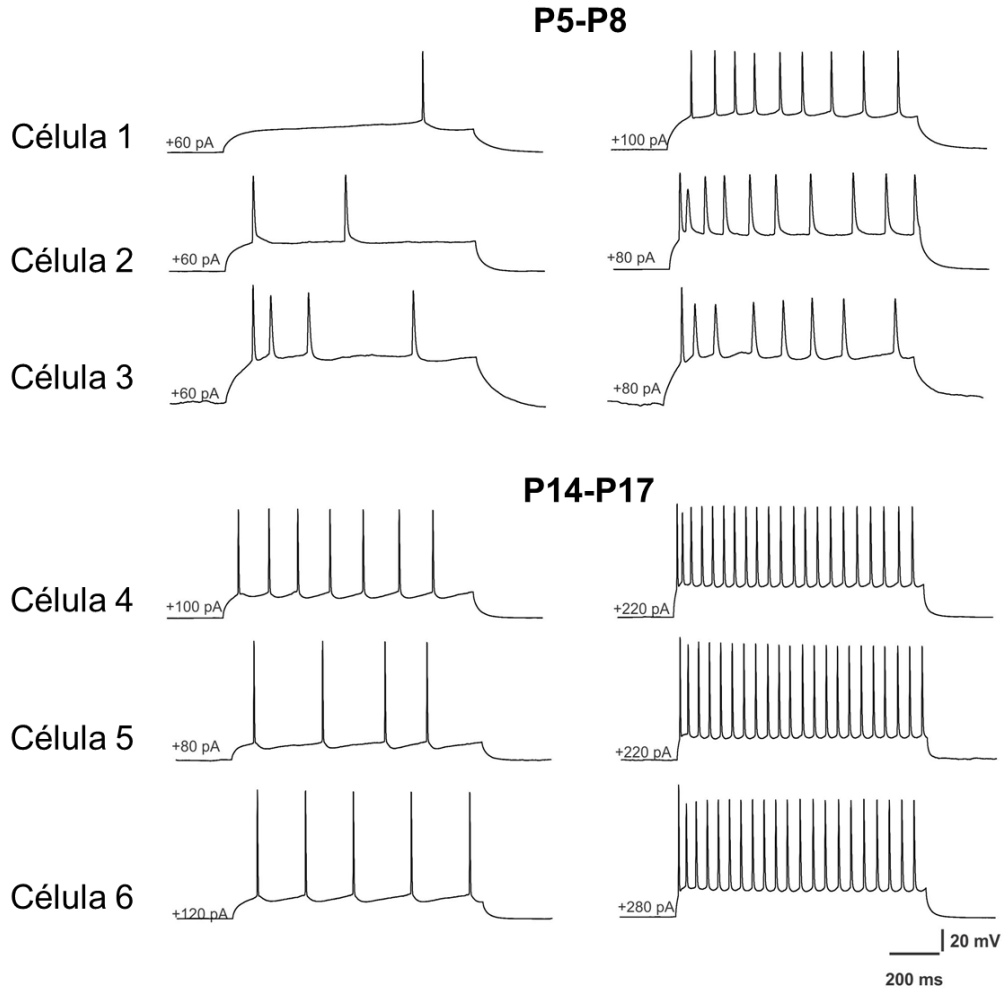 P5-P8
Célula 1
+60 pA
+100 pA
Célula 2
+60 pA
+80 pA
Célula 3
+60 pA
+80 pA
P14-P17
Célula 4
+100 pA
+220 pA
Célula 5
+80 pA
+220 pA
Célula 6
+120 pA
+280 pA
20 mV
200 ms